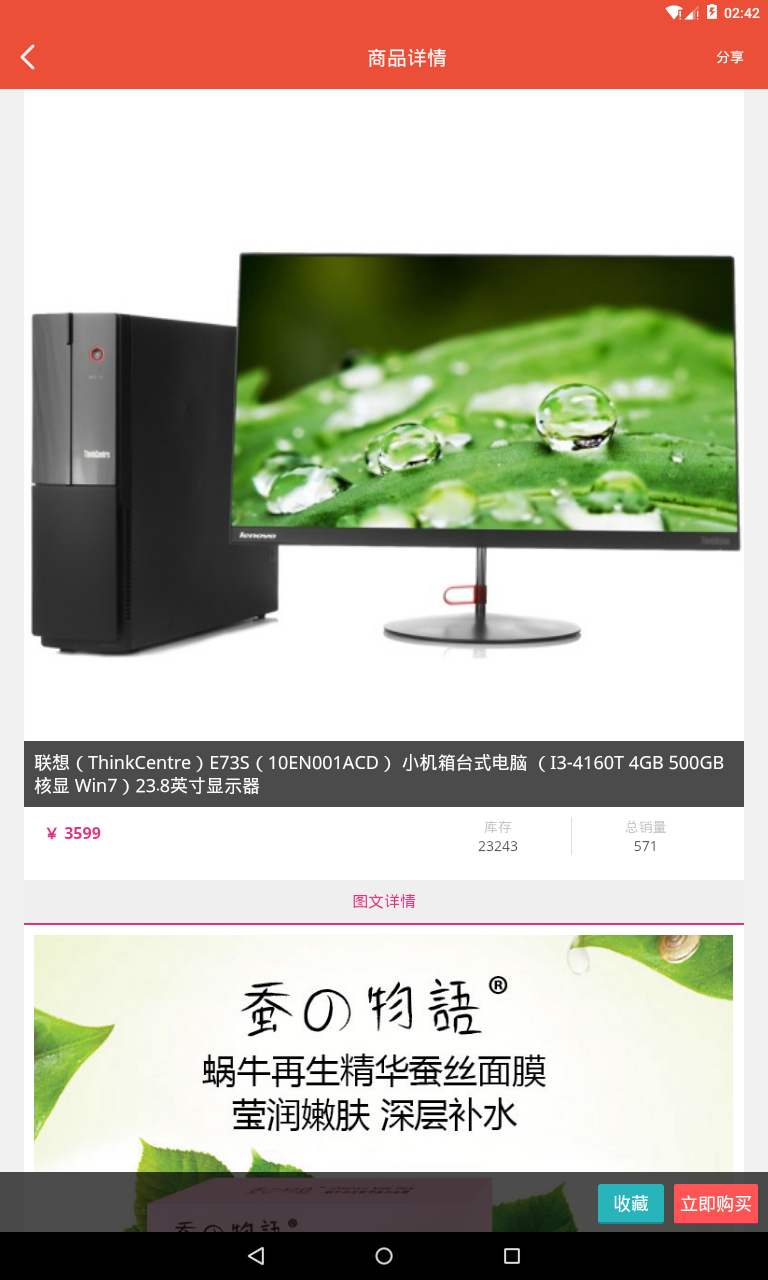 02:42
商品详情
分享
ThinkCentre
lenovo
联想（ThinkCentre）E73S（10EN001ACD） 小机箱台式电脑 （I3-4160T 4GB 500GB
核显 Win7）23.8英寸显示器
¥ 3599
库存
23243
总销量
571
图文详情
蚕の物語®
蜗牛再生精华蚕丝面膜
莹润嫩肤 深层补水
蚕の物語®
收藏
立即购买